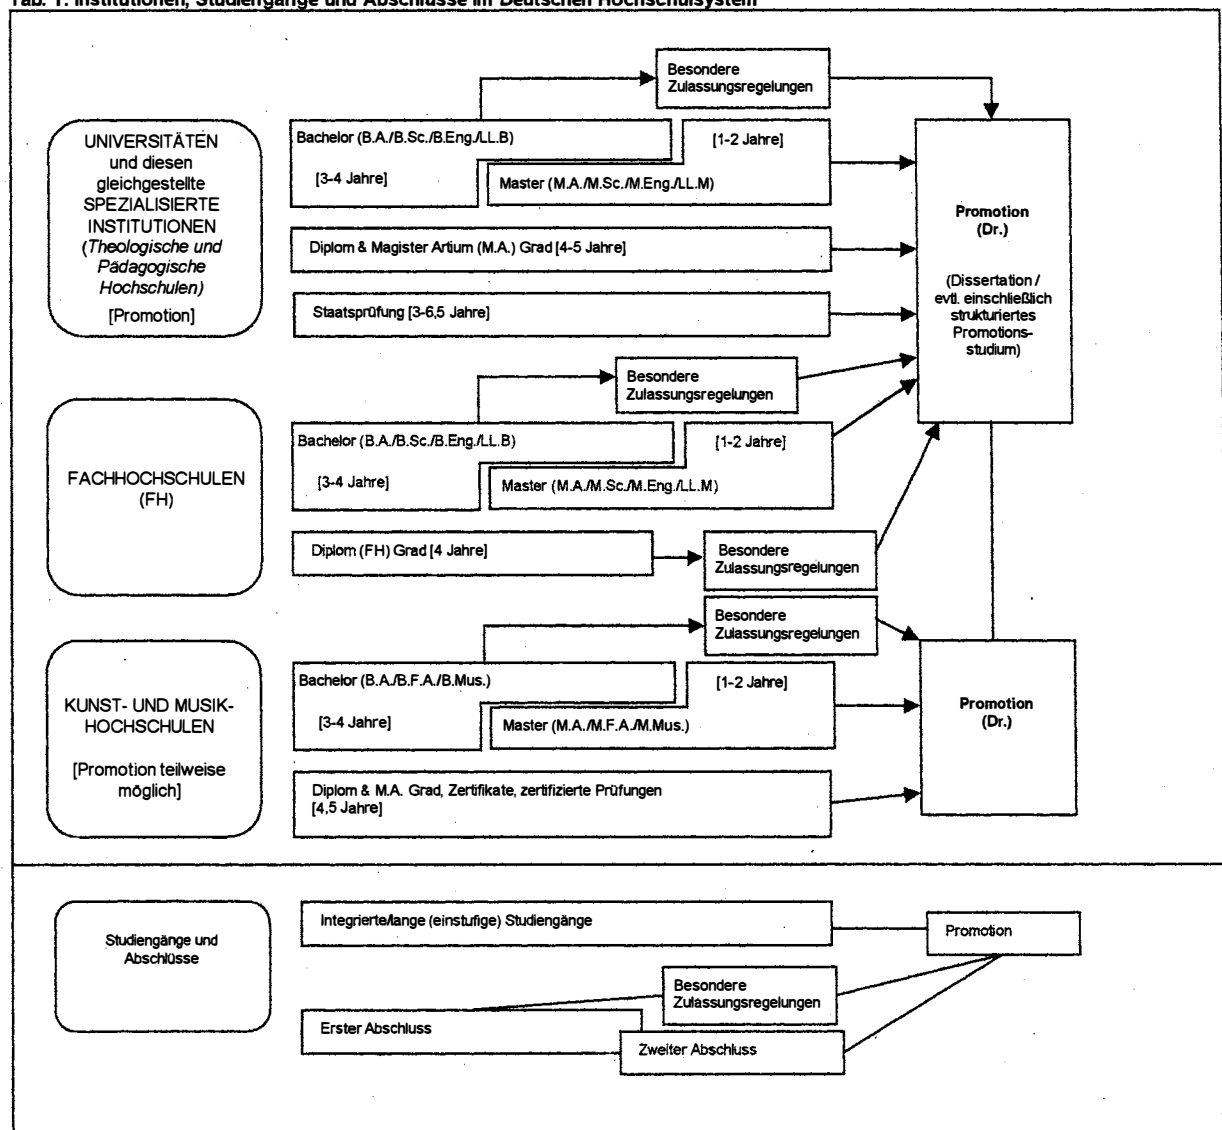 Tab. 1: Institutionen, Studiengänge und Abschlüsse im Deutschen Hochschulsystem
Besondere
Zulassungsregelungen
UNIVERSITÄTEN
und diesen
gleichgestellte
SPEZIALISIERTE
INSTITUTIONEN
(Theologische und
Pädagogische
Hochschulen)
[Promotion]
Bachelor (B.A./B.Sc./B.Eng./LL.B)
[3-4 Jahre]
[1-2 Jahre]
Master (M.A./M.Sc./M.Eng./LL.M)
Diplom & Magister Artium (M.A.) Grad [4-5 Jahre]
Staatsprüfung [3-6,5 Jahre]
Promotion
(Dr.)
(Dissertation /
evtl. einschließlich
strukturiertes
Promotions-
studium)
Besondere
Zulassungsregelungen
FACHHOCHSCHULEN
(FH)
Bachelor (B.A./B.Sc./B.Eng./LL.B)
[3-4 Jahre]
[1-2 Jahre]
Master (M.A./M.Sc./M.Eng./LL.M)
Diplom (FH) Grad [4 Jahre]
Besondere
Zulassungsregelungen
Besondere
Zulassungsregelungen
KUNST- UND MUSIK-
HOCHSCHULEN
[Promotion teilweise
möglich]
Bachelor (B.A./B.F.A./B.Mus.)
[3-4 Jahre]
[1-2 Jahre]
Master (M.A./M.F.A./M.Mus.)
Diplom & M.A. Grad, Zertifikate, zertifizierte Prüfungen
[4,5 Jahre]
Promotion
(Dr.)
Studiengänge und
Abschlüsse
Integrierte/lange (einstufige) Studiengänge
Promotion
Besondere
Zulassungsregelungen
Erster Abschluss
Zweiter Abschluss